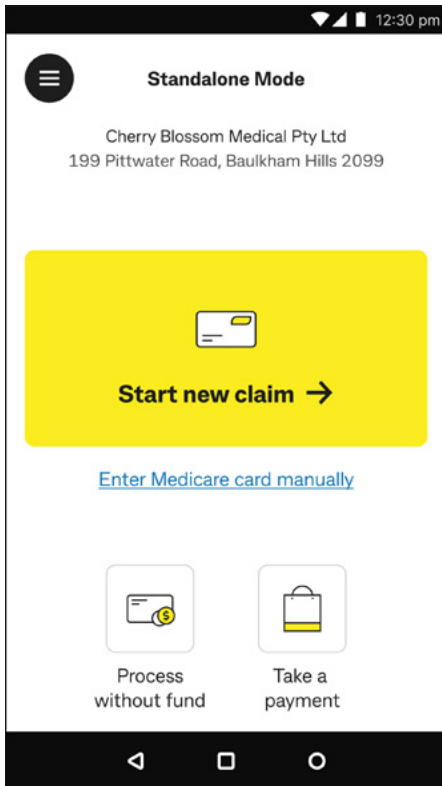 12:30 pm
Standalone Mode
Cherry Blossom Medical Pty Ltd
199 Pittwater Road, Baulkham Hills 2099
Start new claim →
Enter Medicare card manually
$
Process
without fund
Take a
payment